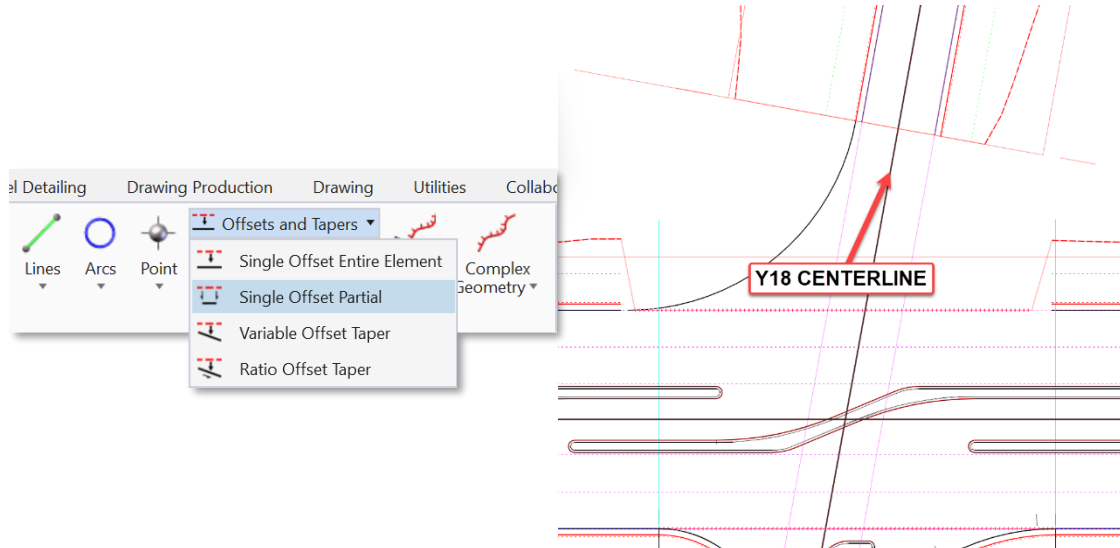 el Detailing
Drawing Production
Drawing
Utilities
Collabo
Offsets and Tapers
Lines
Arcs
Point
Single Offset Entire Element
Single Offset Partial
Variable Offset Taper
Ratio Offset Taper
Complex
Geometry
Y18 CENTERLINE